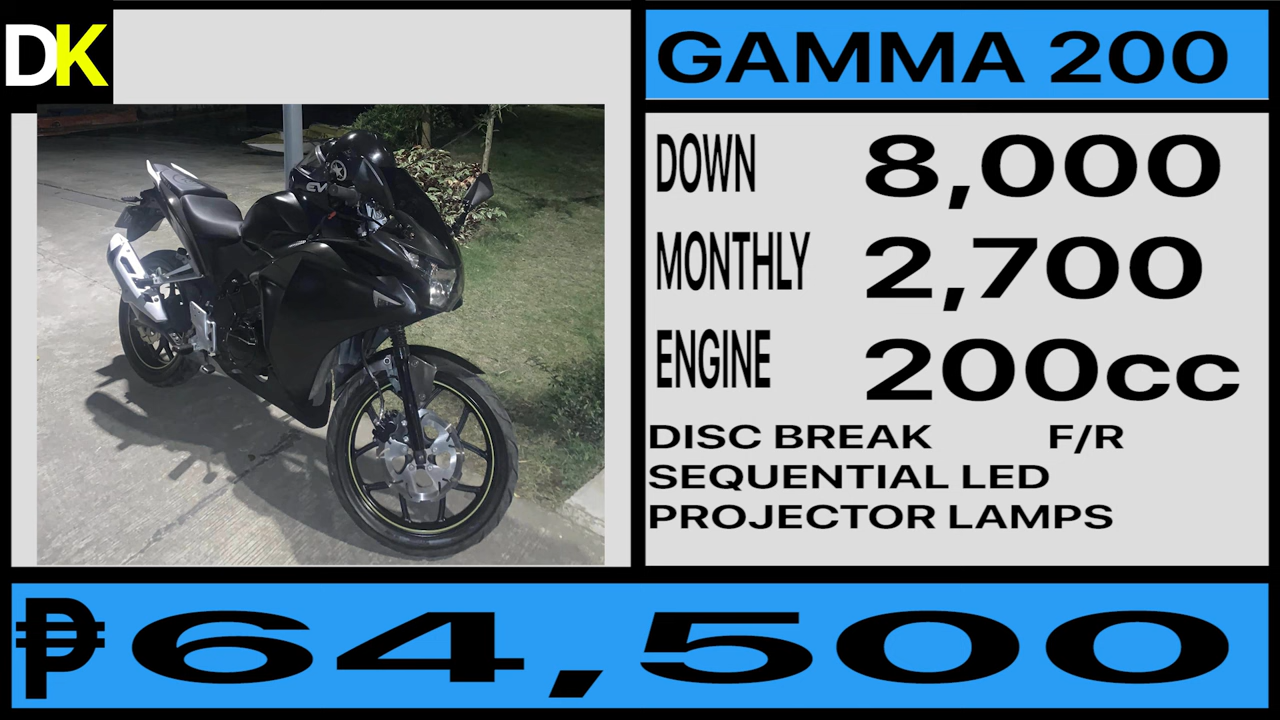 DK
GAMMA 200
DOWN 8,000
MONTHLY 2,700
ENGINE 200cc
DISC BREAK F/R
SEQUENTIAL LED
PROJECTOR LAMPS
EV
₱64,500